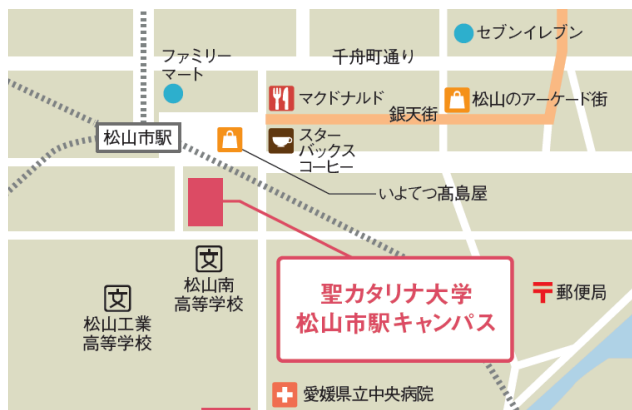 セブンイレブン
ファミリー
マート
千舟町通り
マクドナルド
松山のアーケード街
銀天街
松山市駅
スター
バックス
コーヒー
いよてつ髙島屋
文
松山南
高等学校
文
松山工業
高等学校
聖カタリナ大学
松山市駅キャンパス
〒郵便局
愛媛県立中央病院